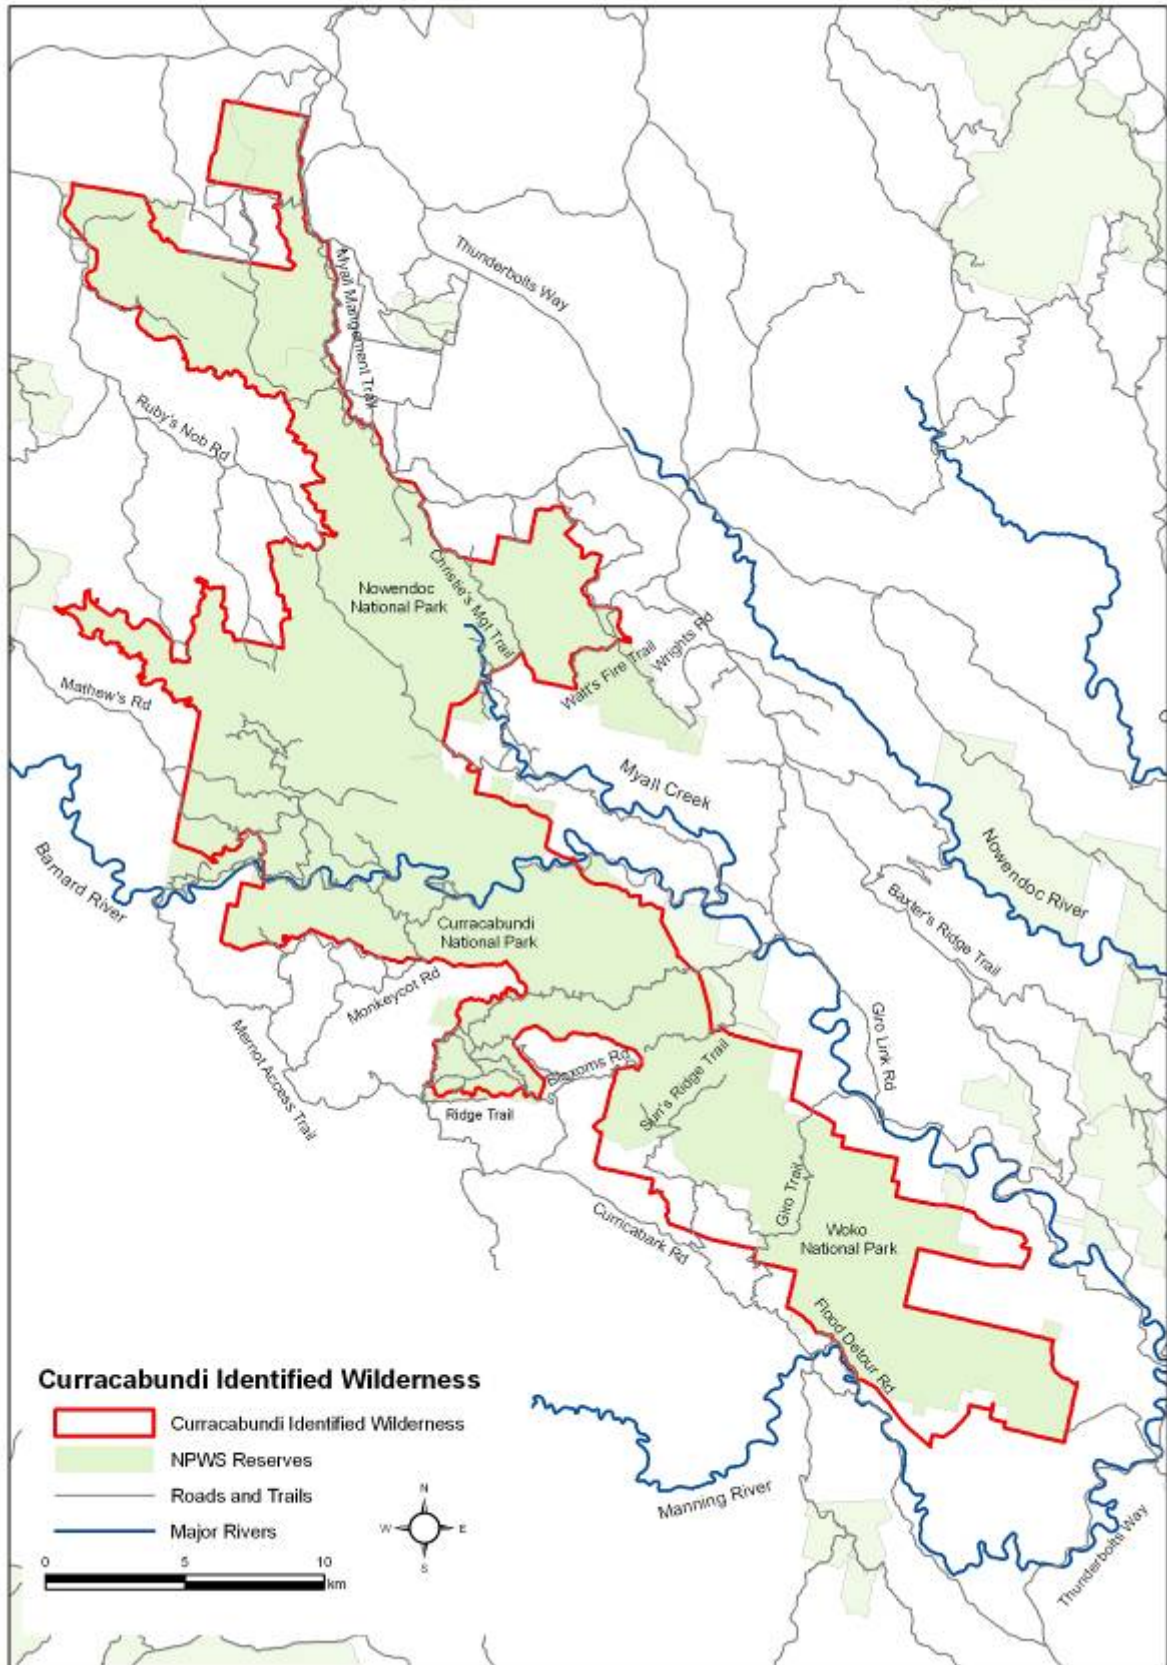 Thunderbolts Way
Myall Mangement Trail
Ruby's Nob Rd
Christie's Mgt Trail
Nowendoc
National Park
Watt's Fire Trail
Wrights Rd
Mathew's Rd
Myall Creek
Barnard River
Nowendoc River
Baxter's Ridge Trail
Curracabundi
National Park
Monkeycot Rd
Giro Link Rd
Mernot Access Trail
Bloxoms Rd
Sun's Ridge Trail
Ridge Trail
Giro Trail
Curricabark Rd
Woko
National Park
Flood Detour Rd
Manning River
Thunderbolts Way
Curracabundi Identified Wilderness
Curracabundi Identified Wilderness
NPWS Reserves
Roads and Trails
Major Rivers
N
W
E
S
0 5 10
km